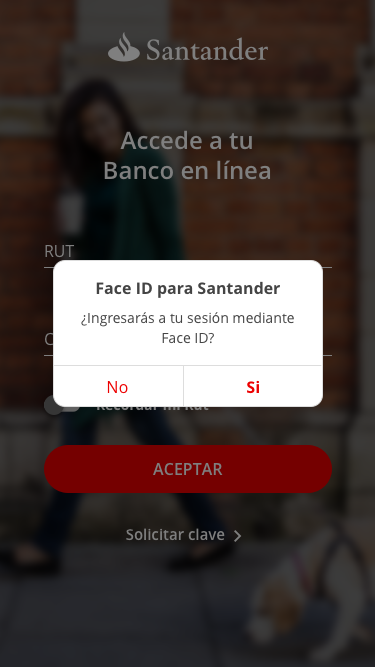 Santander
Accede a tu
Banco en línea
RUT
Face ID para Santander
¿Ingresarás a tu sesión mediante
Face ID?
No
Si
Recordar mi Rut
ACEPTAR
Solicitar clave